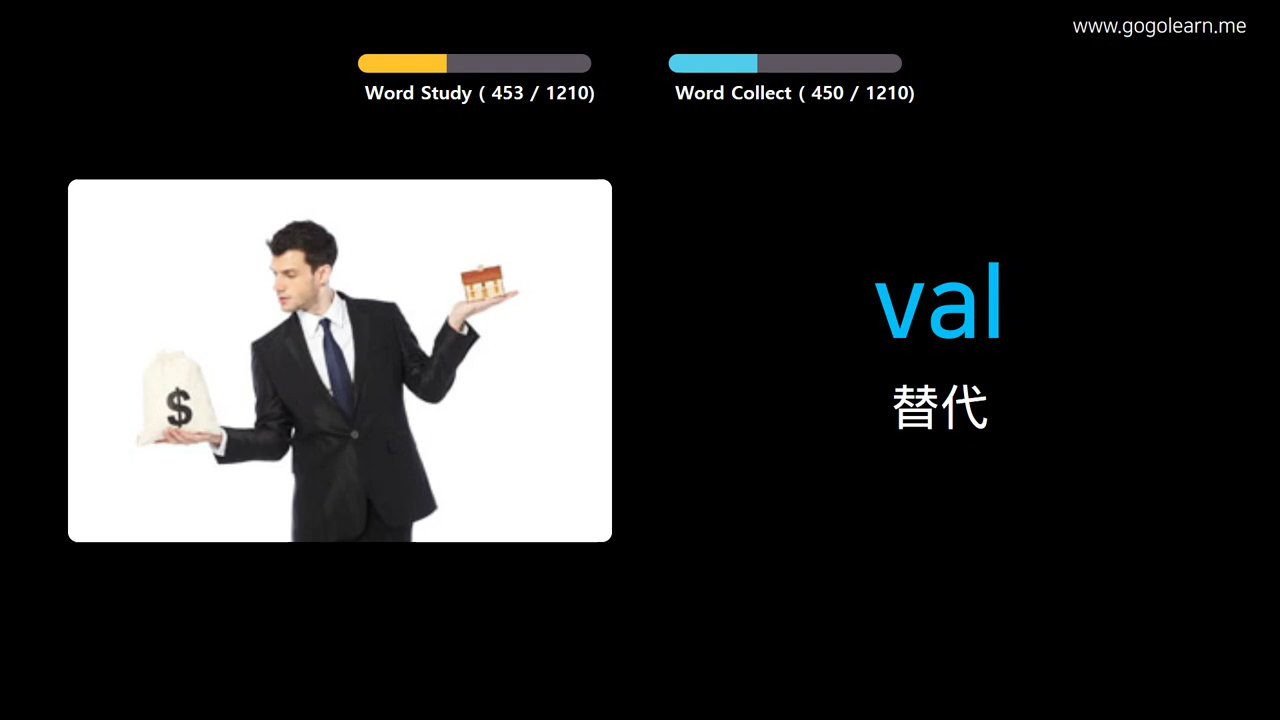 www.gogolearn.me
Word Study ( 453 / 1210)
Word Collect ( 450 / 1210)
$
val
替代